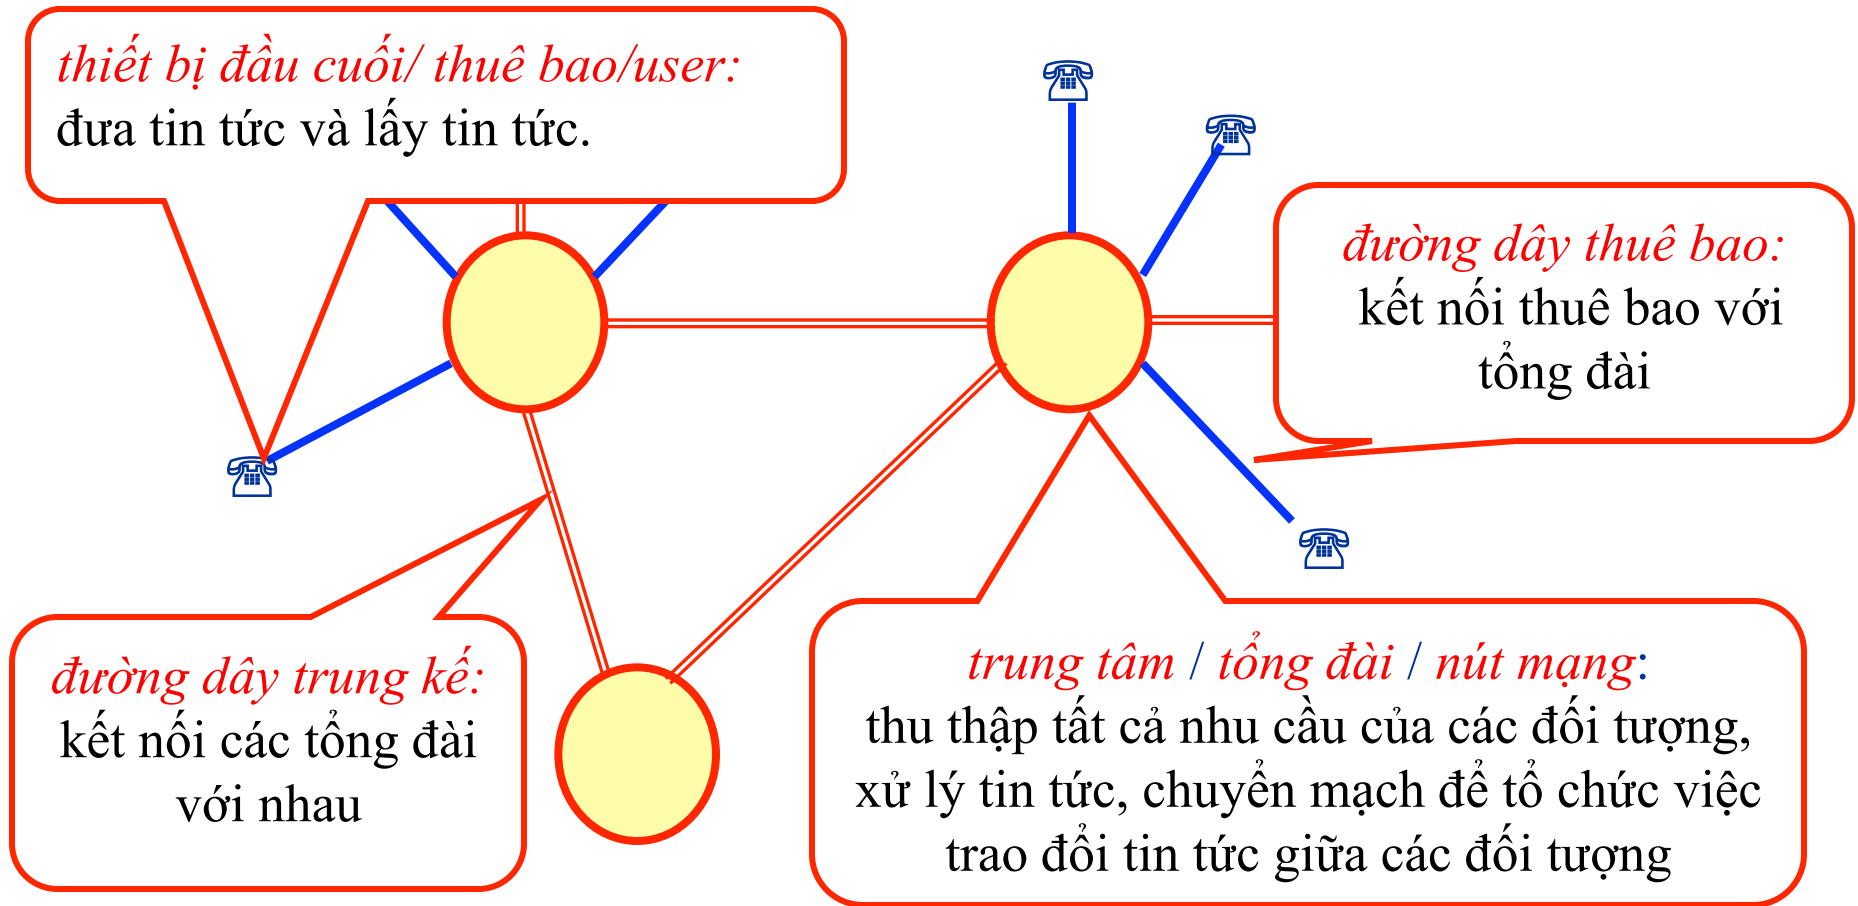 thiết bị đầu cuối/ thuê bao/user:
đưa tin tức và lấy tin tức.
đường dây thuê bao:
kết nối thuê bao với
tổng đài
đường dây trung kế:
kết nối các tổng đài
với nhau
trung tâm / tổng đài / nút mạng:
thu thập tất cả nhu cầu của các đối tượng,
xử lý tin tức, chuyển mạch để tổ chức việc
trao đổi tin tức giữa các đối tượng